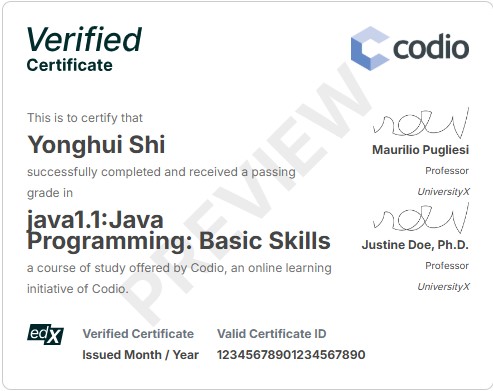 Verified
Certificate
codio
This is to certify that
Yonghui Shi
successfully completed and received a passing
grade in
java1.1:Java
Programming: Basic Skills
a course of study offered by Codio, an online learning
initiative of Codio.
Maurilio Pugliesi
Professor
UniversityX
Justine Doe, Ph.D.
Professor
UniversityX
PREVIEW
edX
Verified Certificate
Issued Month / Year
Valid Certificate ID
12345678901234567890